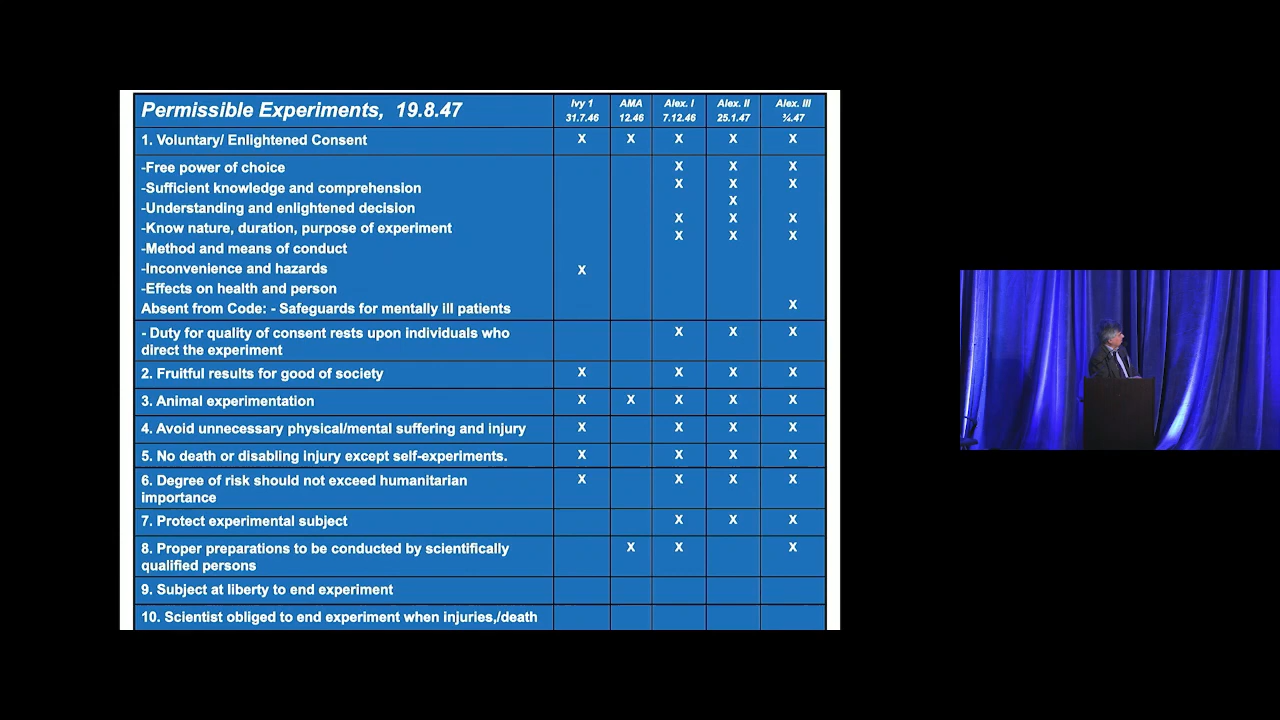 Permissible Experiments, 19.8.47
Ivy 1
31.7.46
AMA
12.46
Alex. I
7.12.46
Alex. II
25.1.47
Alex. III
¾.47
1. Voluntary/ Enlightened Consent X X X X X
-Free power of choice X X X
-Sufficient knowledge and comprehension X X X
-Understanding and enlightened decision X
-Know nature, duration, purpose of experiment X X X
-Method and means of conduct X X X
-Inconvenience and hazards X
-Effects on health and person
Absent from Code: - Safeguards for mentally ill patients X
- Duty for quality of consent rests upon individuals who X X X
direct the experiment
2. Fruitful results for good of society X X X X
3. Animal experimentation X X X X X
4. Avoid unnecessary physical/mental suffering and injury X X X X
5. No death or disabling injury except self-experiments. X X X X
6. Degree of risk should not exceed humanitarian X X X X
importance
7. Protect experimental subject X X X
8. Proper preparations to be conducted by scientifically X X X
qualified persons
9. Subject at liberty to end experiment
10. Scientist obliged to end experiment when injuries,/death